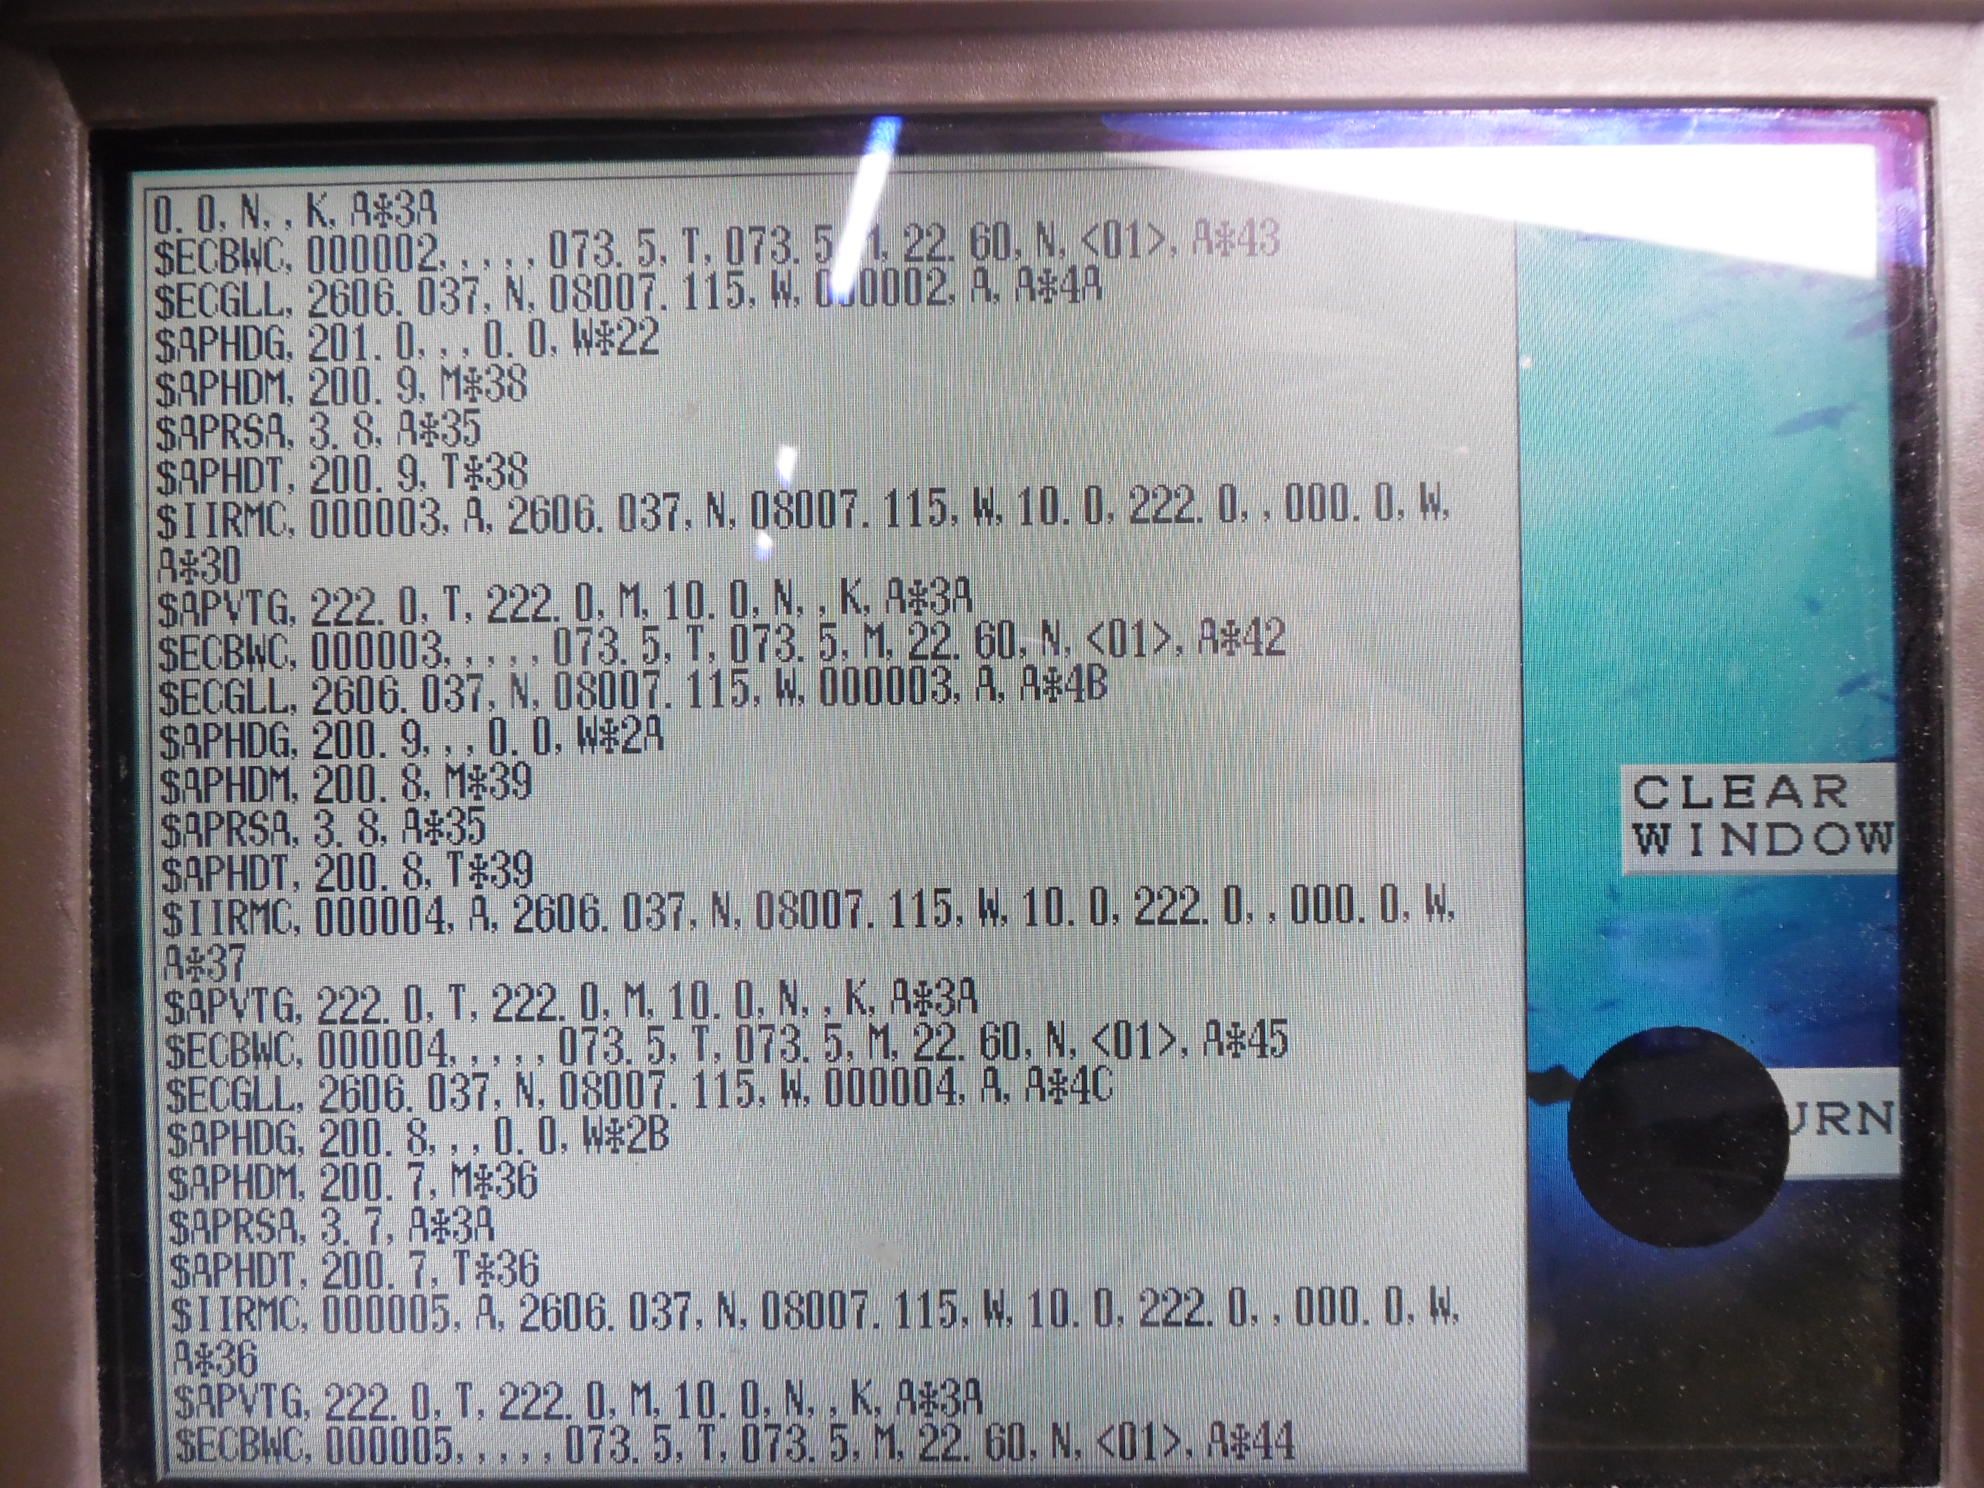 0.0,N,,K,A*3A
$ECBWC,000002,,,,,073.5,T,073.5, ,22.60,N,<01>,A*43
$ECGLL,2606.037,N,08007.115,W,000002,A,A*4A
$APHDG,201.0,,,0.0,W*22
$APHDM,200.9,M*38
$APRSA,3.8,A*35
$APHDT,200.9,T*38
$IIRMC,000003,A,2606.037,N,08007.115,W,10.0,222.0,,000.0,W,
A*30
$APVTG,222.0,T,222.0,M,10.0,N,,K,A*3A
$ECBWC,000003,,,,,073.5,T,073.5,M,22.60,N,<01>,A*42
$ECGLL,2606.037,N,08007.115,W,000003,A,A*4B
$APHDG,200.9,,,0.0,W*2A
$APHDM,200.8,M*39
$APRSA,3.8,A*35
$APHDT,200.8,T*39
$IIRMC,000004,A,2606.037,N,08007.115,W,10.0,222.0,,000.0,W,
A*37
$APVTG,222.0,T,222.0,M,10.0,N,,K,A*3A
$ECBWC,000004,,,,,073.5,T,073.5,M,22.60,N,<01>,A*45
$ECGLL,2606.037,N,08007.115,W,000004,A,A*4C
$APHDG,200.8,,,0.0,W*2B
$APHDM,200.7,M*36
$APRSA,3.7,A*3A
$APHDT,200.7,T*36
$IIRMC,000005,A,2606.037,N,08007.115,W,10.0,222.0,,000.0,W,
A*36
$APVTG,222.0,T,222.0,M,10.0,N,,K,A*3A
$ECBWC,000005,,,,,073.5,T,073.5,M,22.60,N,<01>,A*44
CLEAR
WINDOW
URN